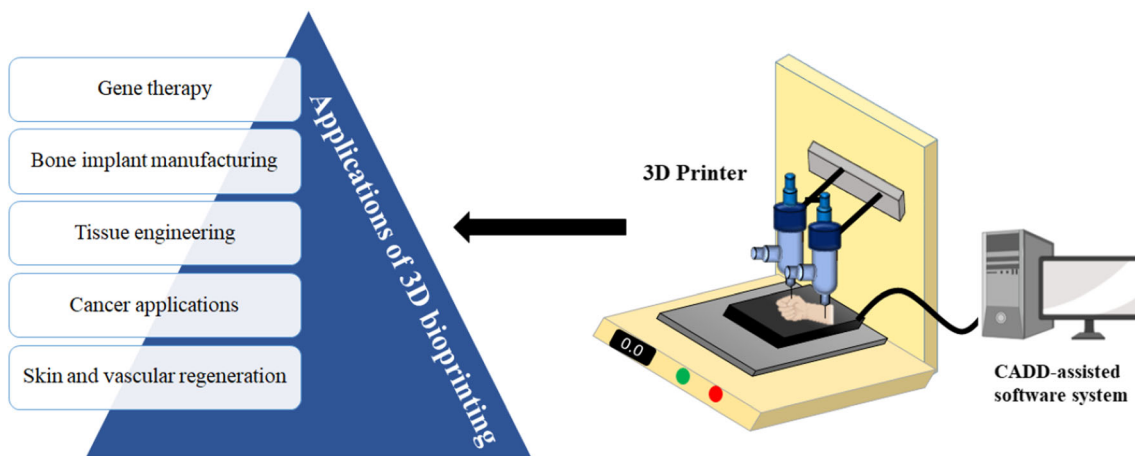 Gene therapy
Bone implant manufacturing
Tissue engineering
Cancer applications
Skin and vascular regeneration
Applications of 3D bioprinting
3D Printer
0.0
CADD-assisted
software system